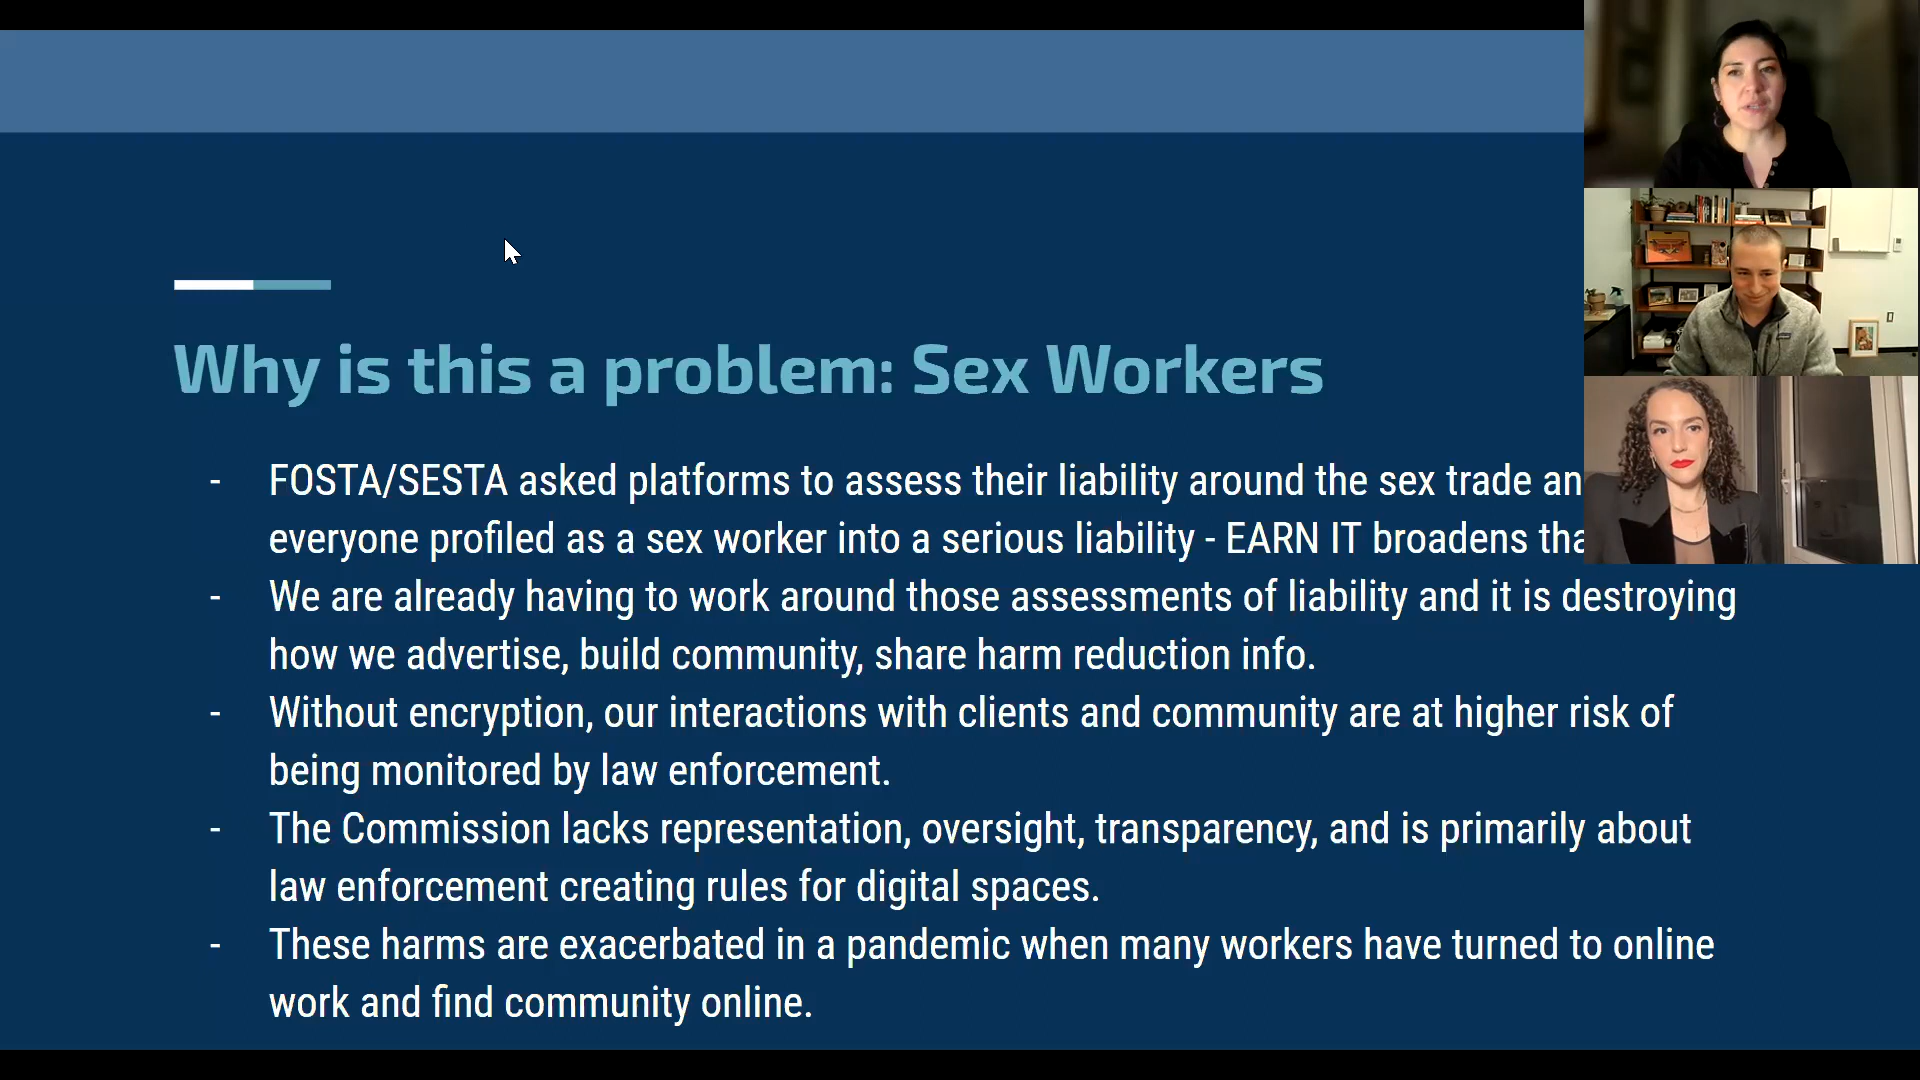 Why is this a problem: Sex Workers
- FOSTA/SESTA asked platforms to assess their liability around the sex trade
everyone profiled as a sex worker into a serious liability - EARN IT broadens
- We are already having to work around those assessments of liability and it is destroying
how we advertise, build community, share harm reduction info.
- Without encryption, our interactions with clients and community are at higher risk of
being monitored by law enforcement.
- The Commission lacks representation, oversight, transparency, and is primarily about
law enforcement creating rules for digital spaces.
- These harms are exacerbated in a pandemic when many workers have turned to online
work and find community online.